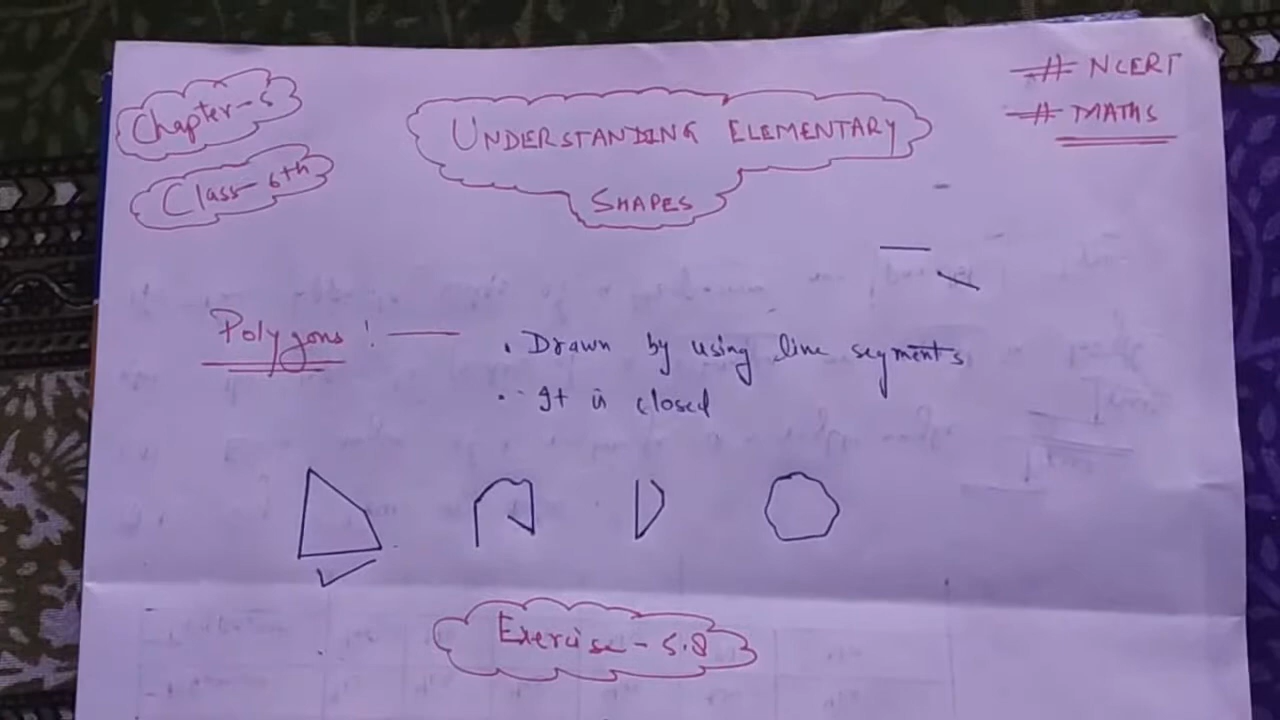 Chapter-5
Class-6th
UNDERSTANDING ELEMENTARY
SHAPES
# NCERT
# MATHS
Polygons :— . Drawn by using line segments
. It is closed
Exercise-5.8